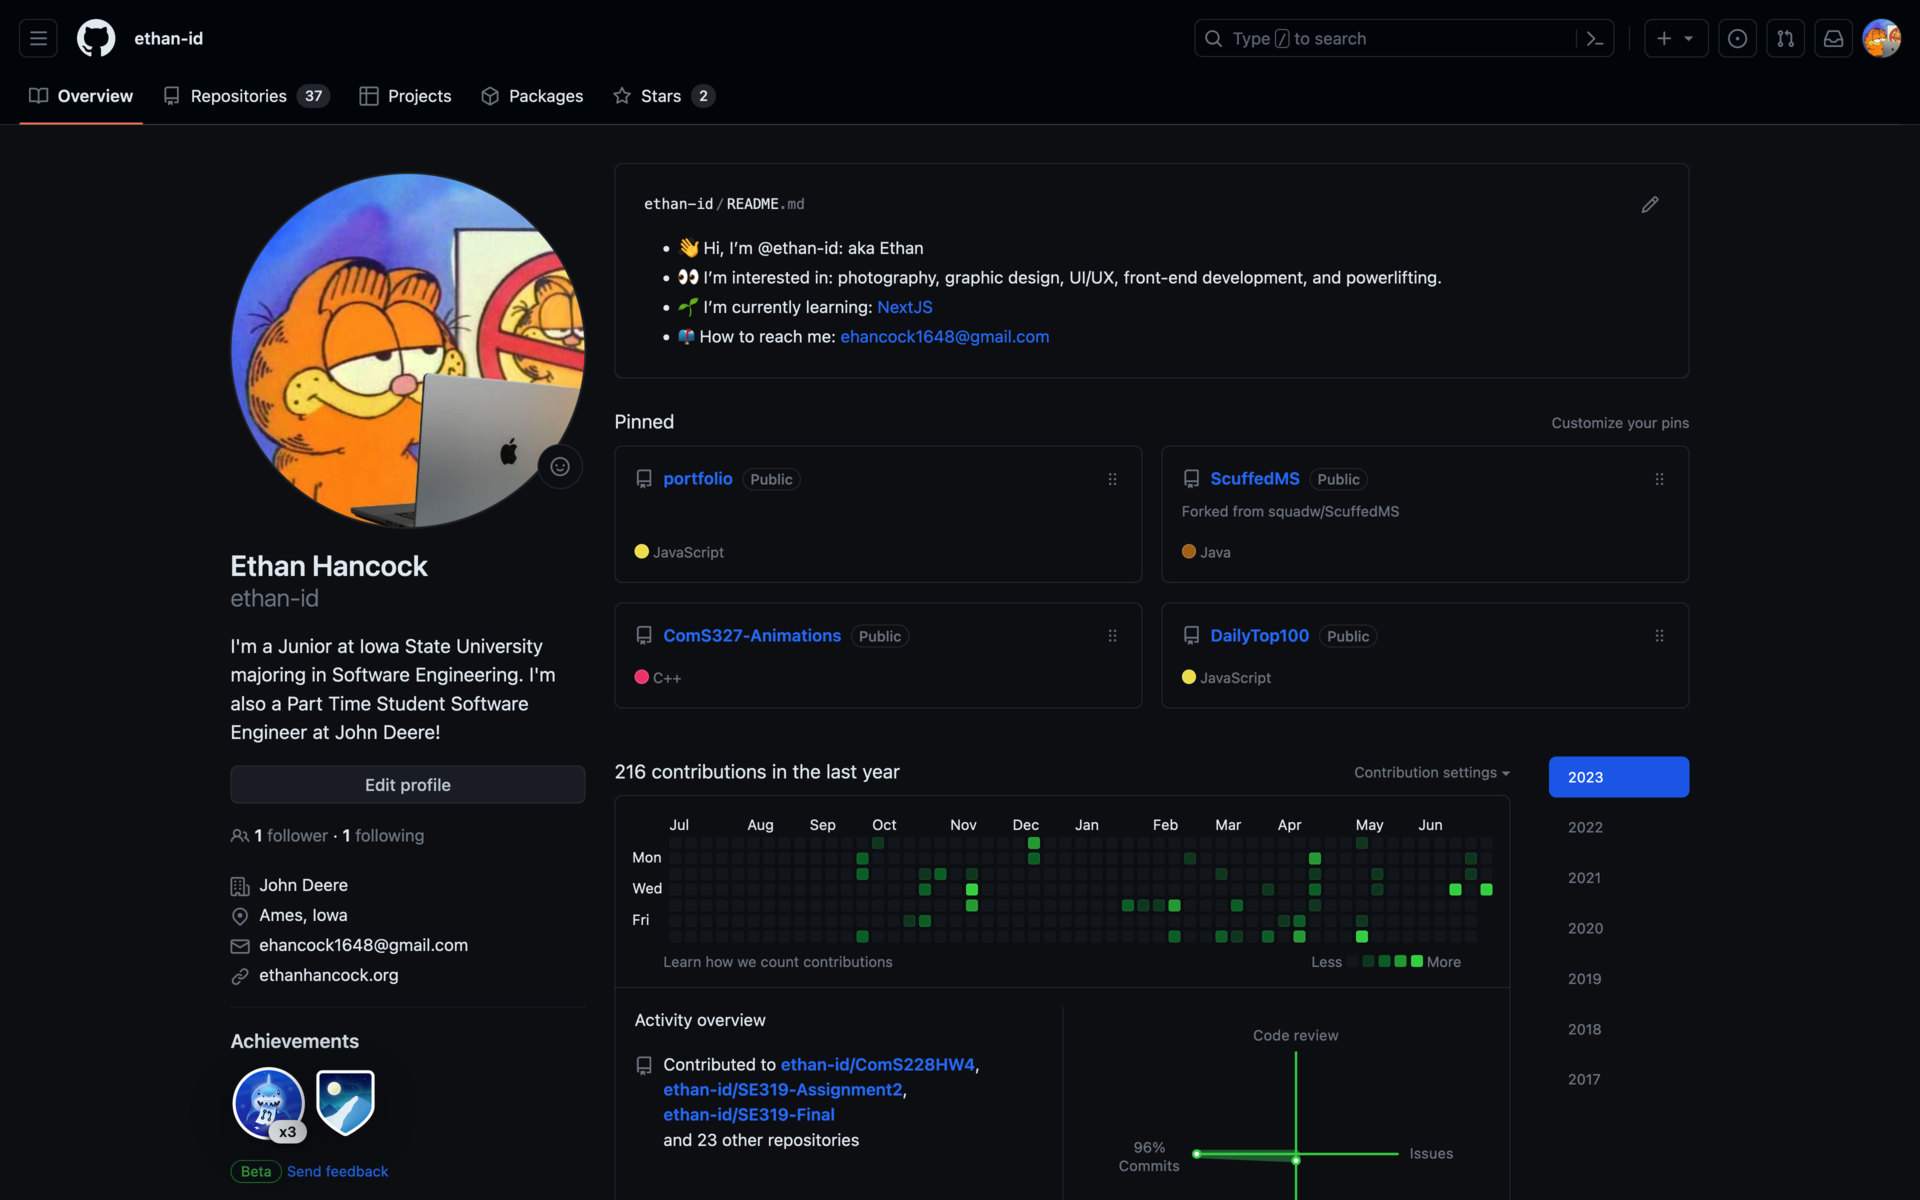 ethan-id
Type / to search
Overview
Repositories 37
Projects
Packages
Stars 2
ethan-id/README.md
👋 Hi, I’m @ethan-id: aka Ethan
👀 I’m interested in: photography, graphic design, UI/UX, front-end development, and powerlifting.
🌱 I’m currently learning: NextJS
📫 How to reach me: ehancock1648@gmail.com
Ethan Hancock
ethan-id
I'm a Junior at Iowa State University
majoring in Software Engineering. I'm
also a Part Time Student Software
Engineer at John Deere!
Edit profile
1 follower · 1 following
John Deere
Ames, Iowa
ehancock1648@gmail.com
ethanhancock.org
Achievements
x3
Beta Send feedback
Pinned
Customize your pins
portfolio Public
JavaScript
ScuffedMS Public
Forked from squadw/ScuffedMS
Java
ComS327-Animations Public
C++
DailyTop100 Public
JavaScript
216 contributions in the last year
Contribution settings
Jul Aug Sep Oct Nov Dec Jan Feb Mar Apr May Jun
Mon
Wed
Fri
Learn how we count contributions
Less More
Activity overview
Contributed to ethan-id/ComS228HW4,
ethan-id/SE319-Assignment2,
ethan-id/SE319-Final
and 23 other repositories
Code review
96%
Commits
Issues
2023
2022
2021
2020
2019
2018
2017